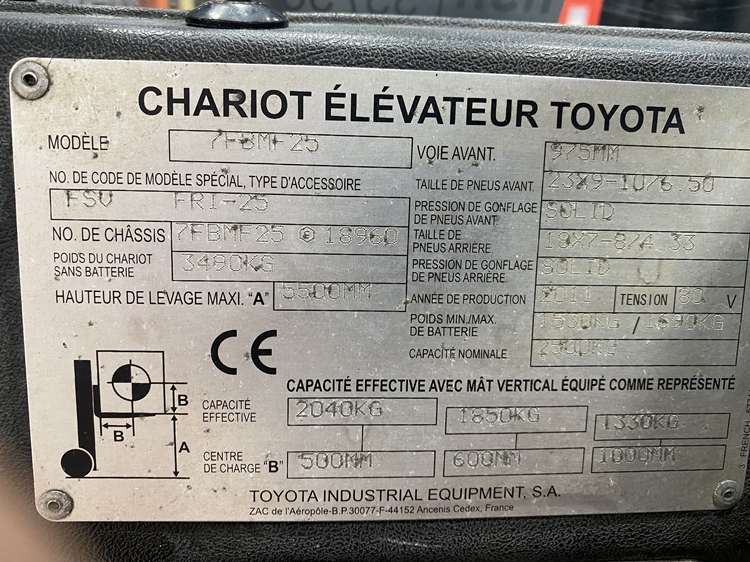 CHARIOT ÉLÉVATEUR TOYOTA
MODÈLE 7FBMF25
NO. DE CODE DE MODÈLE SPÉCIAL, TYPE D'ACCESSOIRE
FSV FRI-25
NO. DE CHÂSSIS 7FBMF25 18960
POIDS DU CHARIOT
SANS BATTERIE 3480KG
HAUTEUR DE LEVAGE MAXI. "A" 5500MM
VOIE AVANT. 975MM
TAILLE DE PNEUS AVANT. 23X9-10/6.50
PRESSION DE GONFLAGE
DE PNEUS AVANT SOLID
TAILLE DE
PNEUS ARRIÈRE. 18X7-8/4.33
PRESSION DE GONFLAGE
DE PNEUS ARRIÈRE. SOLID
ANNÉE DE PRODUCTION 2011 TENSION 80 V
POIDS MIN./MAX.
DE BATTERIE 1530KG / 1690KG
CAPACITÉ NOMINALE 2500KG
CE
CAPACITÉ EFFECTIVE AVEC MÂT VERTICAL ÉQUIPÉ COMME REPRÉSENTÉ
CAPACITÉ
EFFECTIVE 2040KG 1850KG 1330KG
CENTRE
DE CHARGE "B" 500MM 600MM 1000MM
B
B
A
TOYOTA INDUSTRIAL EQUIPMENT, S.A.
ZAC de l'Aéropôle-B.P.30077-F-44152 Ancenis Cedex, France